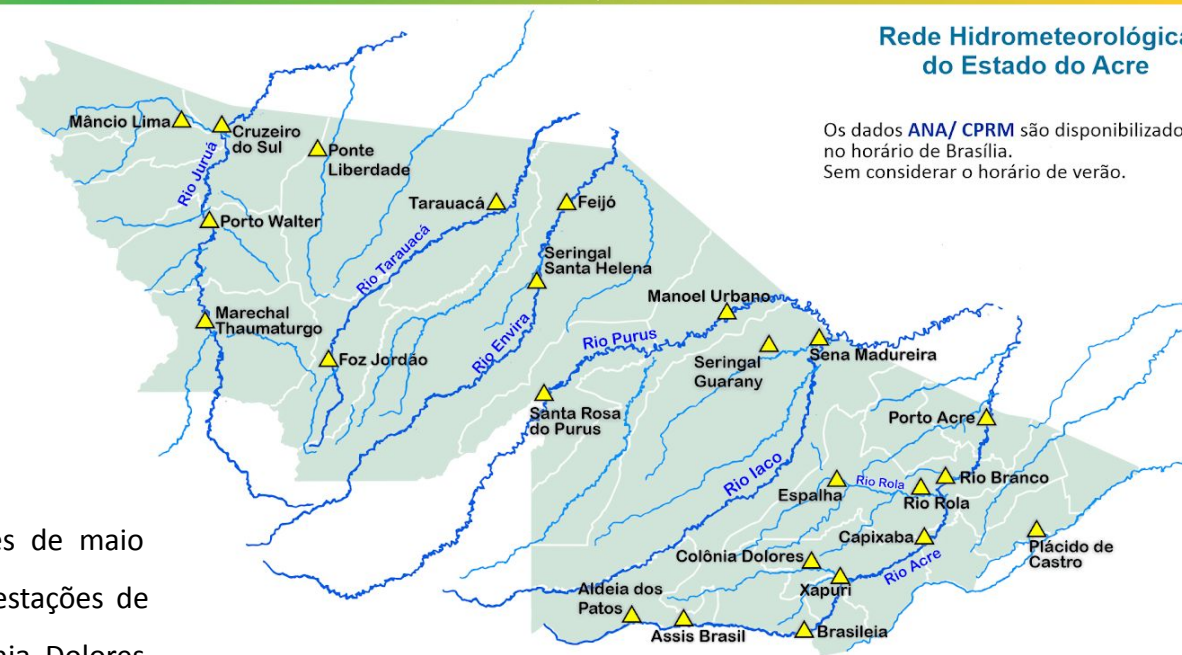 Rede Hidrometeorológica
do Estado do Acre
Os dados ANA/ CPRM são disponibilizado
no horário de Brasília.
Sem considerar o horário de verão.
Mâncio Lima
Cruzeiro
do Sul
Ponte
Liberdade
Rio Juruá
Porto Walter
Tarauacá
Feijó
Rio Tarauacá
Seringal
Santa Helena
Marechal
Thaumaturgo
Foz Jordão
Rio Envira
Manoel Urbano
Rio Purus
Seringal
Guarany
Sena Madureira
Santa Rosa
do Purus
Porto Acre
Rio Iaco
Espalha
Rio Rola
Rio Branco
Rio Rola
Capixaba
Plácido de
Castro
Colônia Dolores
Rio Acre
Xapuri
Aldeia dos
Patos
Assis Brasil
Brasileia
es de maio
estações de
Dolores